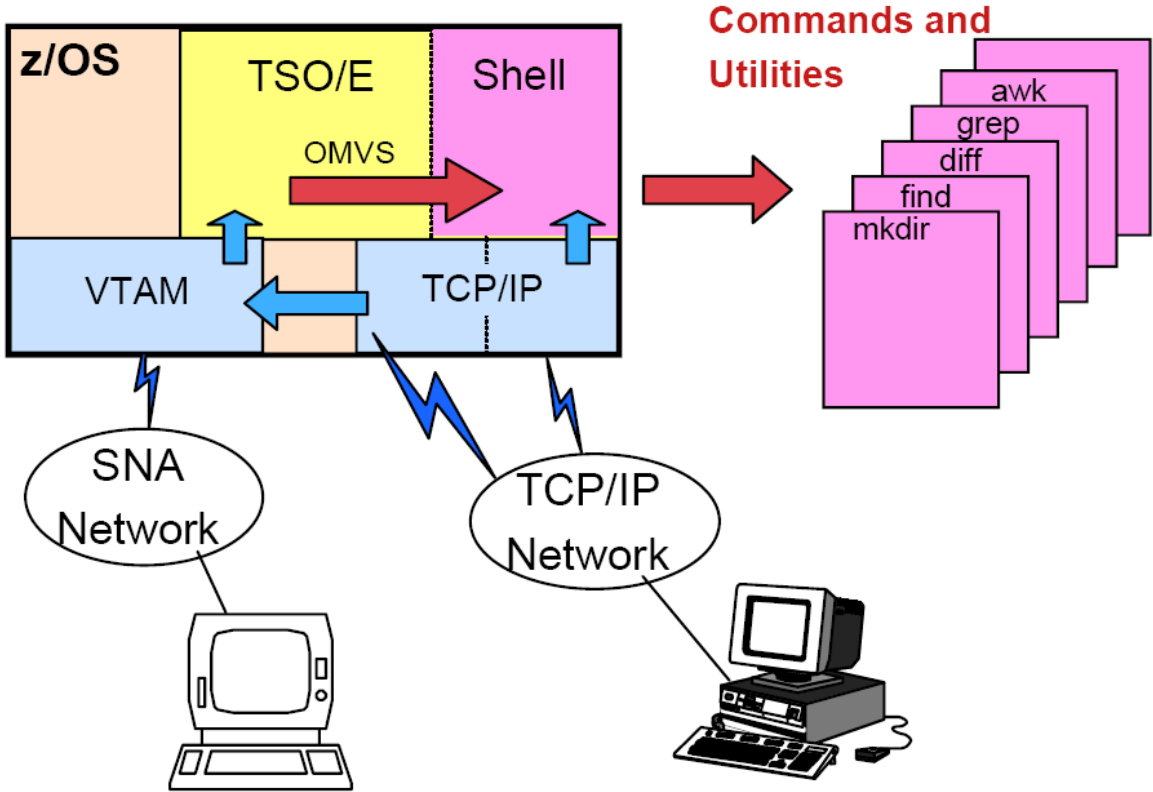 Commands and
Utilities
z/OS
TSO/E
Shell
OMVS
VTAM
TCP/IP
awk
grep
diff
find
mkdir
SNA
Network
TCP/IP
Network